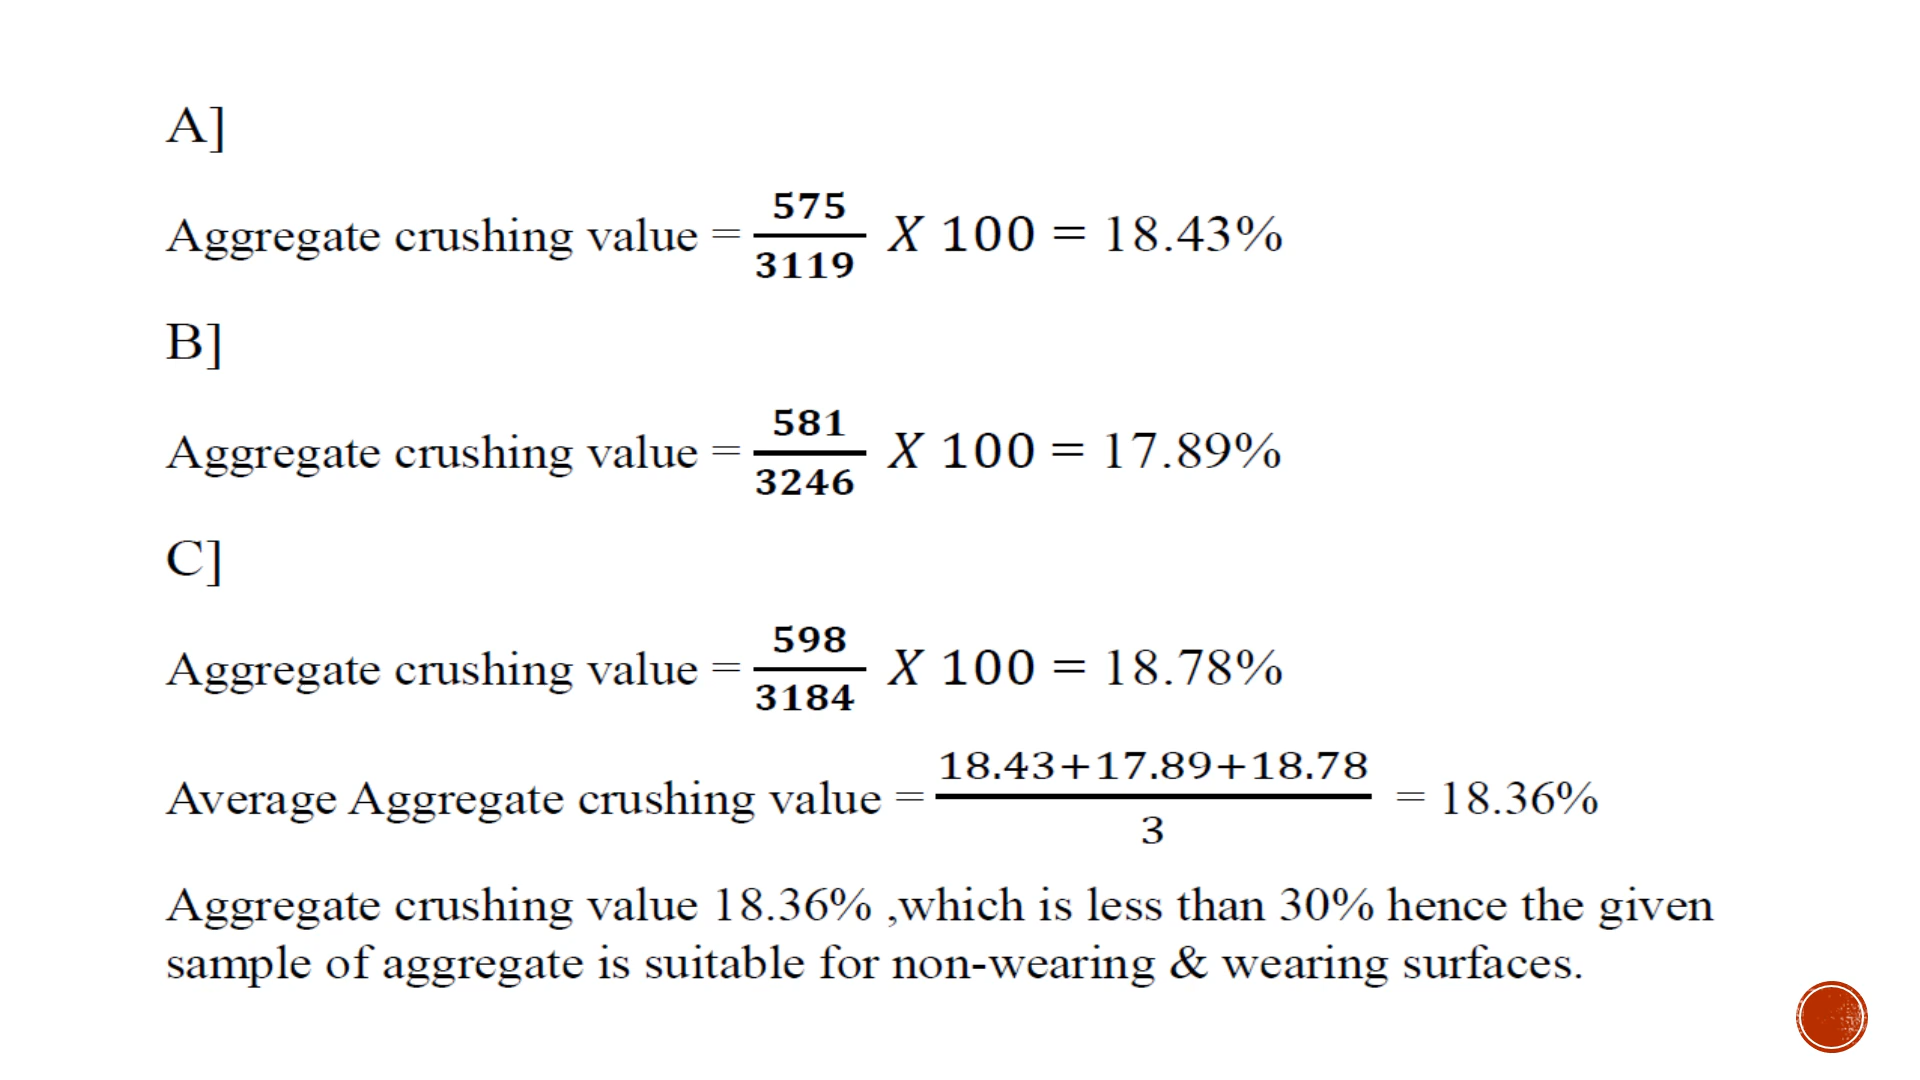 A]
Aggregate crushing value = 575/3119 X 100 = 18.43%
B]
Aggregate crushing value = 581/3246 X 100 = 17.89%
C]
Aggregate crushing value = 598/3184 X 100 = 18.78%
Average Aggregate crushing value = 18.43+17.89+18.78/3 = 18.36%
Aggregate crushing value 18.36% ,which is less than 30% hence the given
sample of aggregate is suitable for non-wearing & wearing surfaces.